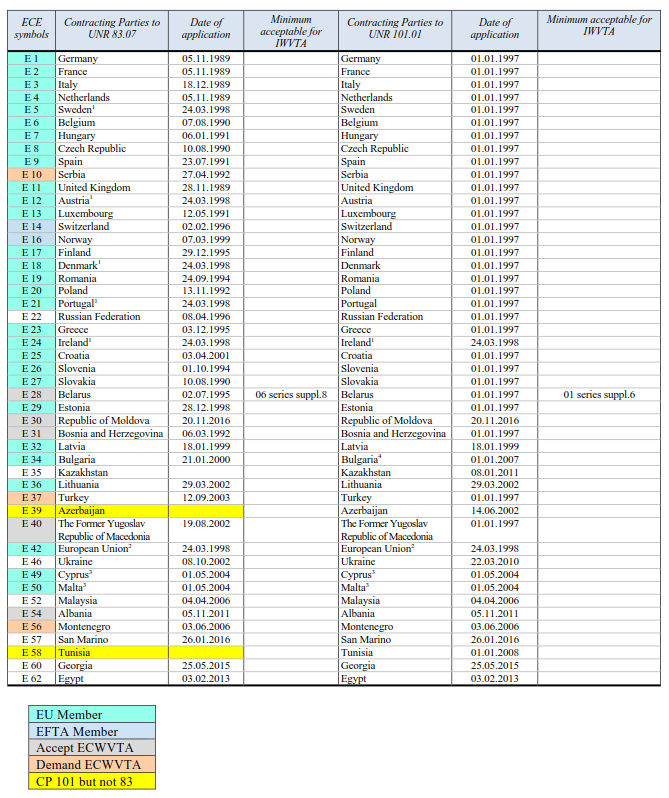 ECE symbols Contracting Parties to UNR 83.07 Date of application Minimum acceptable for IWVTA Contracting Parties to UNR 101.01 Date of application Minimum acceptable for IWVTA
E 1 Germany 05.11.1989 Germany 01.01.1997
E 2 France 05.11.1989 France 01.01.1997
E 3 Italy 18.12.1989 Italy 01.01.1997
E 4 Netherlands 05.11.1989 Netherlands 01.01.1997
E 5 Sweden¹ 24.03.1998 Sweden 01.01.1997
E 6 Belgium 07.08.1990 Belgium 01.01.1997
E 7 Hungary 06.01.1991 Hungary 01.01.1997
E 8 Czech Republic 10.08.1990 Czech Republic 01.01.1997
E 9 Spain 23.07.1991 Spain 01.01.1997
E 10 Serbia 27.04.1992 Serbia 01.01.1997
E 11 United Kingdom 28.11.1989 United Kingdom 01.01.1997
E 12 Austria¹ 24.03.1998 Austria 01.01.1997
E 13 Luxembourg 12.05.1991 Luxembourg 01.01.1997
E 14 Switzerland 02.02.1996 Switzerland 01.01.1997
E 16 Norway 07.03.1999 Norway 01.01.1997
E 17 Finland 29.12.1995 Finland 01.01.1997
E 18 Denmark¹ 24.03.1998 Denmark 01.01.1997
E 19 Romania 24.09.1994 Romania 01.01.1997
E 20 Poland 13.11.1992 Poland 01.01.1997
E 21 Portugal¹ 24.03.1998 Portugal 01.01.1997
E 22 Russian Federation 08.04.1996 Russian Federation 01.01.1997
E 23 Greece 03.12.1995 Greece 01.01.1997
E 24 Ireland¹ 24.03.1998 Ireland¹ 24.03.1998
E 25 Croatia 03.04.2001 Croatia 01.01.1997
E 26 Slovenia 01.10.1994 Slovenia 01.01.1997
E 27 Slovakia 10.08.1990 Slovakia 01.01.1997
E 28 Belarus 02.07.1995 06 series suppl.8 Belarus 01.01.1997 01 series suppl.6
E 29 Estonia 28.12.1998 Estonia 01.01.1997
E 30 Republic of Moldova 20.11.2016 Republic of Moldova 20.11.2016
E 31 Bosnia and Herzegovina 06.03.1992 Bosnia and Herzegovina 01.01.1997
E 32 Latvia 18.01.1999 Latvia 18.01.1999
E 34 Bulgaria 21.01.2000 Bulgaria⁴ 01.01.2007
E 35 Kazakhstan Kazakhstan 08.01.2011
E 36 Lithuania 29.03.2002 Lithuania 29.03.2002
E 37 Turkey 12.09.2003 Turkey 01.01.1997
E 39 Azerbaijan Azerbaijan 14.06.2002
E 40 The Former Yugoslav Republic of Macedonia 19.08.2002 The Former Yugoslav Republic of Macedonia 01.01.1997
E 42 European Union² 24.03.1998 European Union² 24.03.1998
E 46 Ukraine 08.10.2002 Ukraine 22.03.2010
E 49 Cyprus³ 01.05.2004 Cyprus³ 01.05.2004
E 50 Malta³ 01.05.2004 Malta³ 01.05.2004
E 52 Malaysia 04.04.2006 Malaysia 04.04.2006
E 54 Albania 05.11.2011 Albania 05.11.2011
E 56 Montenegro 03.06.2006 Montenegro 03.06.2006
E 57 San Marino 26.01.2016 San Marino 26.01.2016
E 58 Tunisia Tunisia 01.01.2008
E 60 Georgia 25.05.2015 Georgia 25.05.2015
E 62 Egypt 03.02.2013 Egypt 03.02.2013
EU Member
EFTA Member
Accept ECWVTA
Demand ECWVTA
CP 101 but not 83